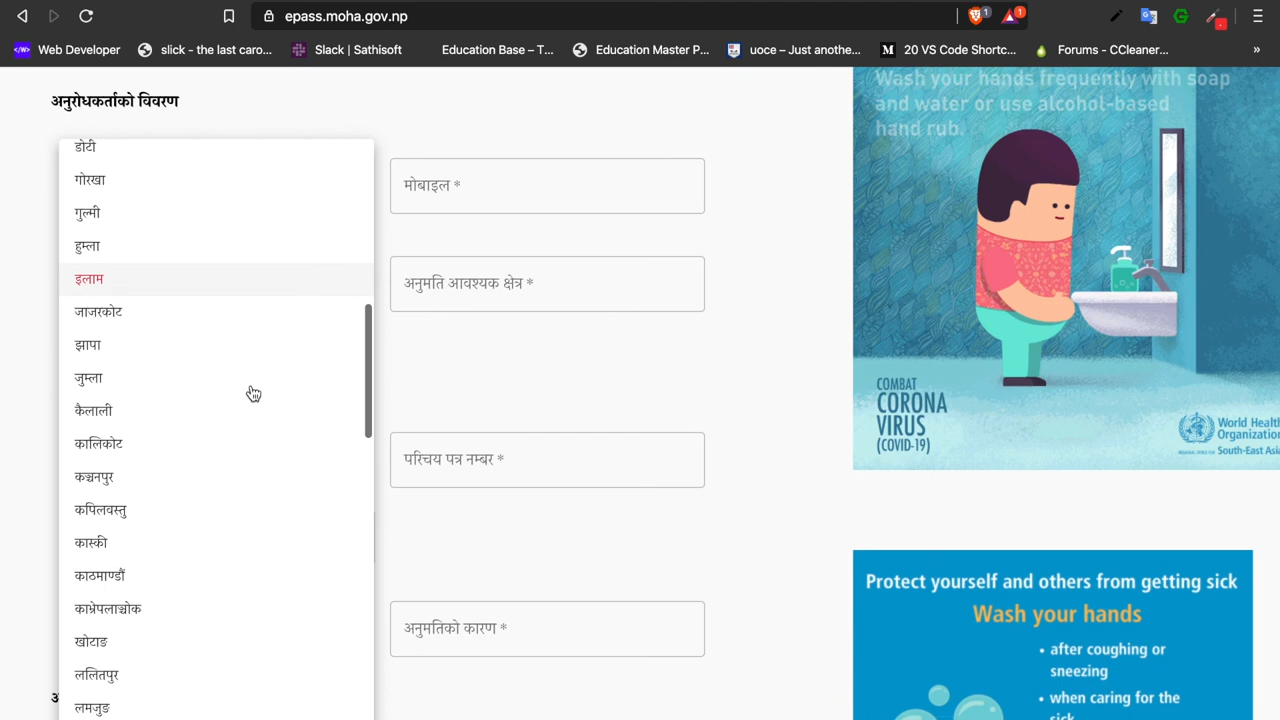 epass.moha.gov.np
1
1
Web Developer
slick - the last caro...
Slack | Sathisoft
Education Base – T...
Education Master P...
uoce – Just anothe...
M
20 VS Code Shortc...
Forums - CCleaner...
»
अनुरोधकर्ताको विवरण
डोटी
गोरखा
गुल्मी
हुम्ला
इलाम
जाजरकोट
झापा
जुम्ला
कैलाली
कालिकोट
कञ्चनपुर
कपिलवस्तु
कास्की
काठमाण्डौं
काभ्रेपलाञ्चोक
खोटाङ
ललितपुर
लमजुङ
मोबाइल *
अनुमति आवश्यक क्षेत्र *
परिचय पत्र नम्बर *
अनुमतिको कारण *
Wash your hands frequently with soap
and water or use alcohol-based
hand rub.
COMBAT
CORONA
VIRUS
(COVID-19)
World Health
Organization
South-East Asia
Protect yourself and others from getting sick
Wash your hands
• after coughing or
sneezing
• when caring for the
sick